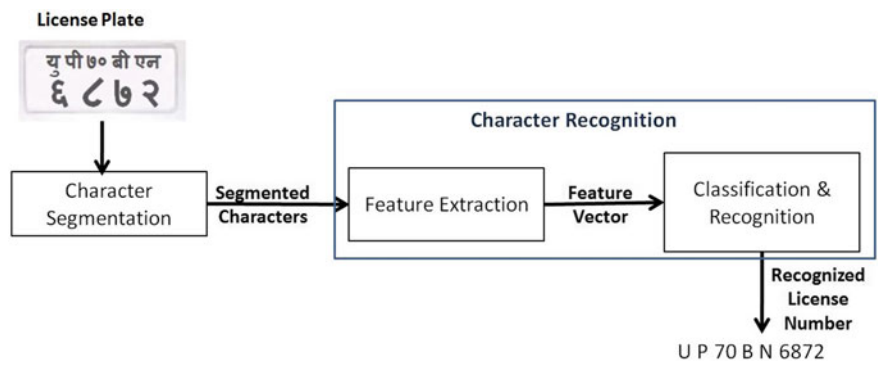 License Plate
यु पी ७० बी एन
६ ८ ७ २
Character Recognition
Character
Segmentation
Segmented
Characters
Feature Extraction
Feature
Vector
Classification &
Recognition
Recognized
License
Number
U P 70 B N 6872